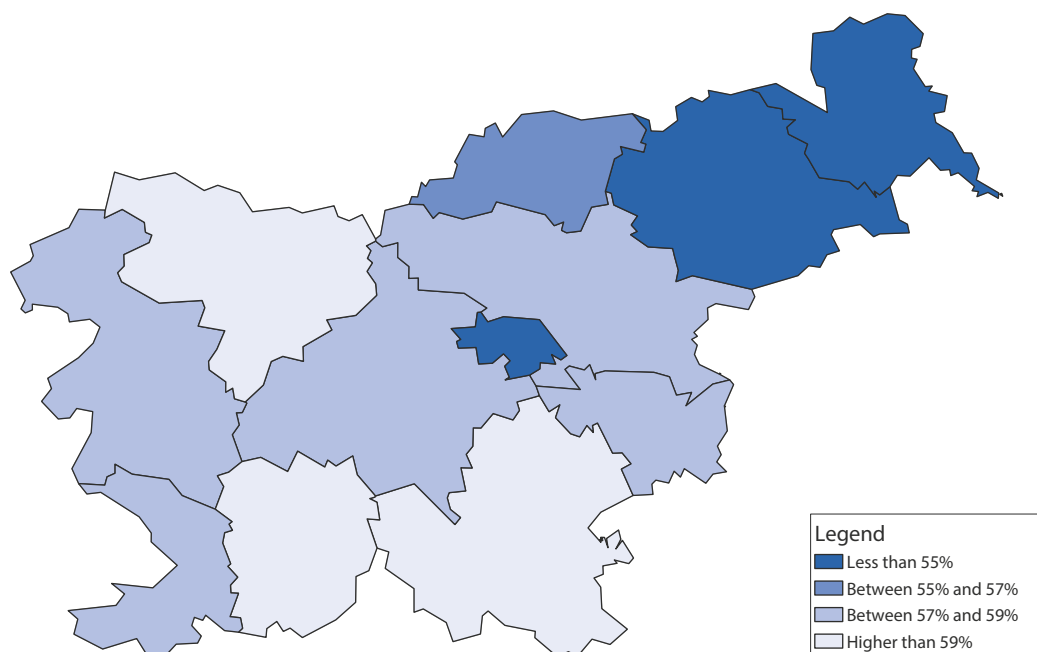 Legend
Less than 55%
Between 55% and 57%
Between 57% and 59%
Higher than 59%